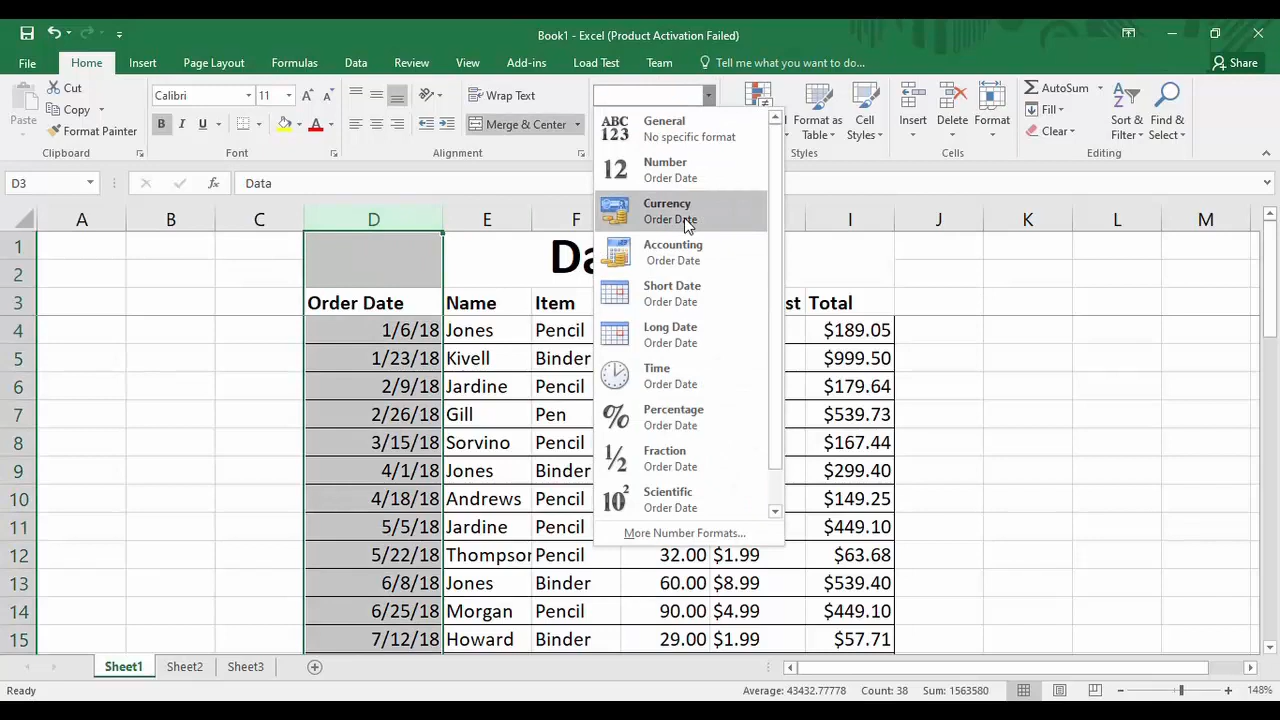 Book1 - Excel (Product Activation Failed)
File Home Insert Page Layout Formulas Data Review View Add-ins Load Test Team Tell me what you want to do... Share
Paste
Cut
Copy
Format Painter
Calibri 11
B I U
Wrap Text
Merge & Center
Format as Table
Cell Styles
Insert
Delete
Format
AutoSum
Fill
Clear
Sort & Filter
Find & Select
Clipboard Font Alignment Styles Cells Editing
D3 fx Data
ABC 123 General
No specific format
12 Number
Order Date
Currency
Order Date
Accounting
Order Date
Short Date
Order Date
Long Date
Order Date
Time
Order Date
% Percentage
Order Date
½ Fraction
Order Date
10² Scientific
Order Date
More Number Formats...
A B C D E F I J K L M
1
2
3 Order Date Name Item Total
4 1/6/18 Jones Pencil $189.05
5 1/23/18 Kivell Binder $999.50
6 2/9/18 Jardine Pencil $179.64
7 2/26/18 Gill Pen $539.73
8 3/15/18 Sorvino Pencil $167.44
9 4/1/18 Jones Binder $299.40
10 4/18/18 Andrews Pencil $149.25
11 5/5/18 Jardine Pencil $449.10
12 5/22/18 Thompson Pencil 32.00 $1.99 $63.68
13 6/8/18 Jones Binder 60.00 $8.99 $539.40
14 6/25/18 Morgan Pencil 90.00 $4.99 $449.10
15 7/12/18 Howard Binder 29.00 $1.99 $57.71
Sheet1 Sheet2 Sheet3
Ready Average: 43432.77778 Count: 38 Sum: 1563580 148%